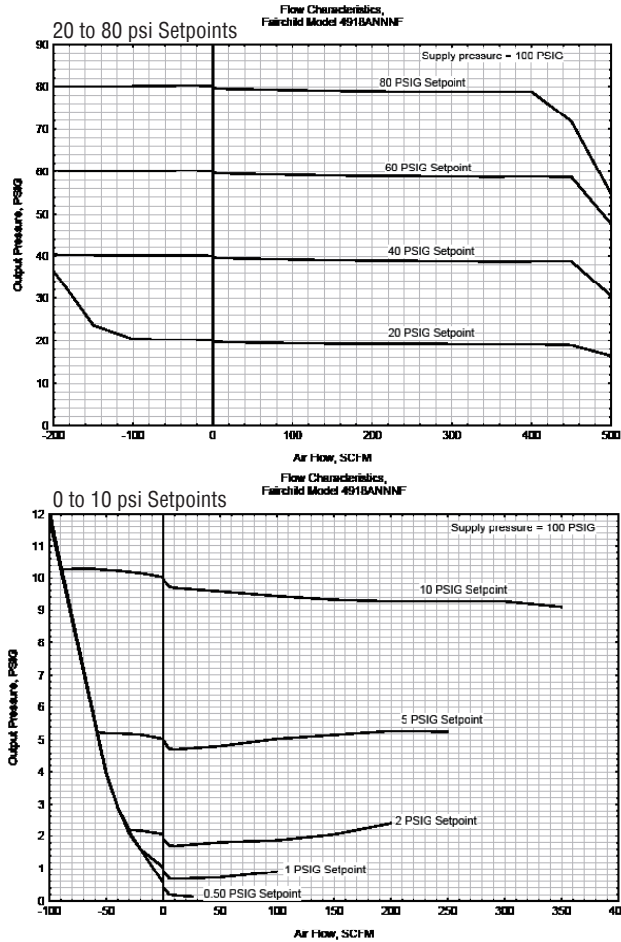 Flow Characteristics,
Fairchild Model 4918ANNNF
20 to 80 psi Setpoints
90
Supply pressure = 100 PSIG
80
80 PSIG Setpoint
70
60
60 PSIG Setpoint
50
Output Pressure, PSIG
40
40 PSIG Setpoint
30
20
20 PSIG Setpoint
10
0
-200 -100 0 100 200 300 400 500
Air Flow, SCFM
Flow Characteristics,
Fairchild Model 4918ANNNF
0 to 10 psi Setpoints
12
Supply pressure = 100 PSIG
11
10
10 PSIG Setpoint
9
8
7
Output Pressure, PSIG
6
5 PSIG Setpoint
5
4
3
2 PSIG Setpoint
2
1
1 PSIG Setpoint
0.50 PSIG Setpoint
0
-100 -50 0 50 100 150 200 250 300 350 400
Air Flow, SCFM